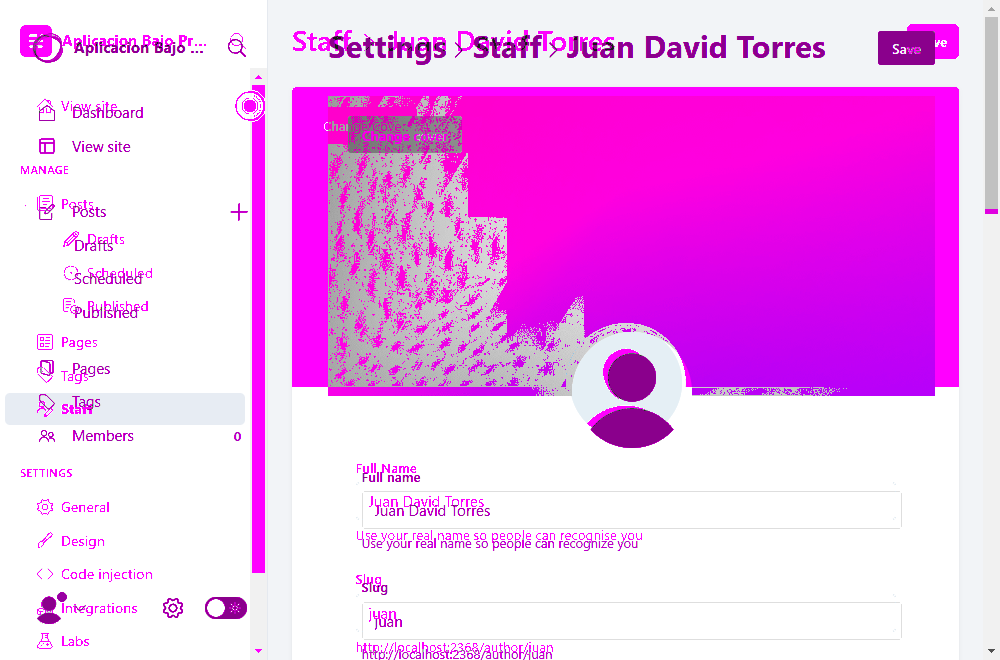 Aplicacion Bajo Pr...
Aplicacion Bajo ...
Staff › Juan David Torres
Settings › Staff › Juan David Torres
Save
Save
View site
Dashboard
View site
MANAGE
Posts
Posts
Drafts
Drafts
Scheduled
Scheduled
Published
Published
Pages
Pages
Tags
Tags
Staff
Members 0
SETTINGS
General
Design
Code injection
Integrations
Labs
Change cover
Change cover
Full Name
Full name
Juan David Torres
Juan David Torres
Use your real name so people can recognise you
Use your real name so people can recognize you
Slug
Slug
juan
juan
http://localhost:2368/author/juan
http://localhost:2368/author/juan